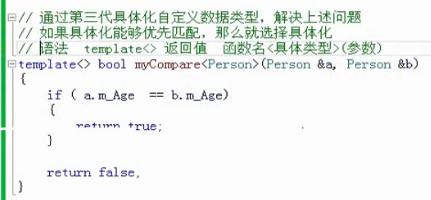 // 通过第三代具体化自定义数据类型，解决上述问题
// 如果具体化能够优先匹配，那么就选择具体化
// 语法  template<> 返回值  函数名<具体类型>(参数)
template<> bool myCompare<Person>(Person &a, Person &b)
{
    if ( a.m_Age  == b.m_Age)
    {
        return true;
    }
    return false,
}